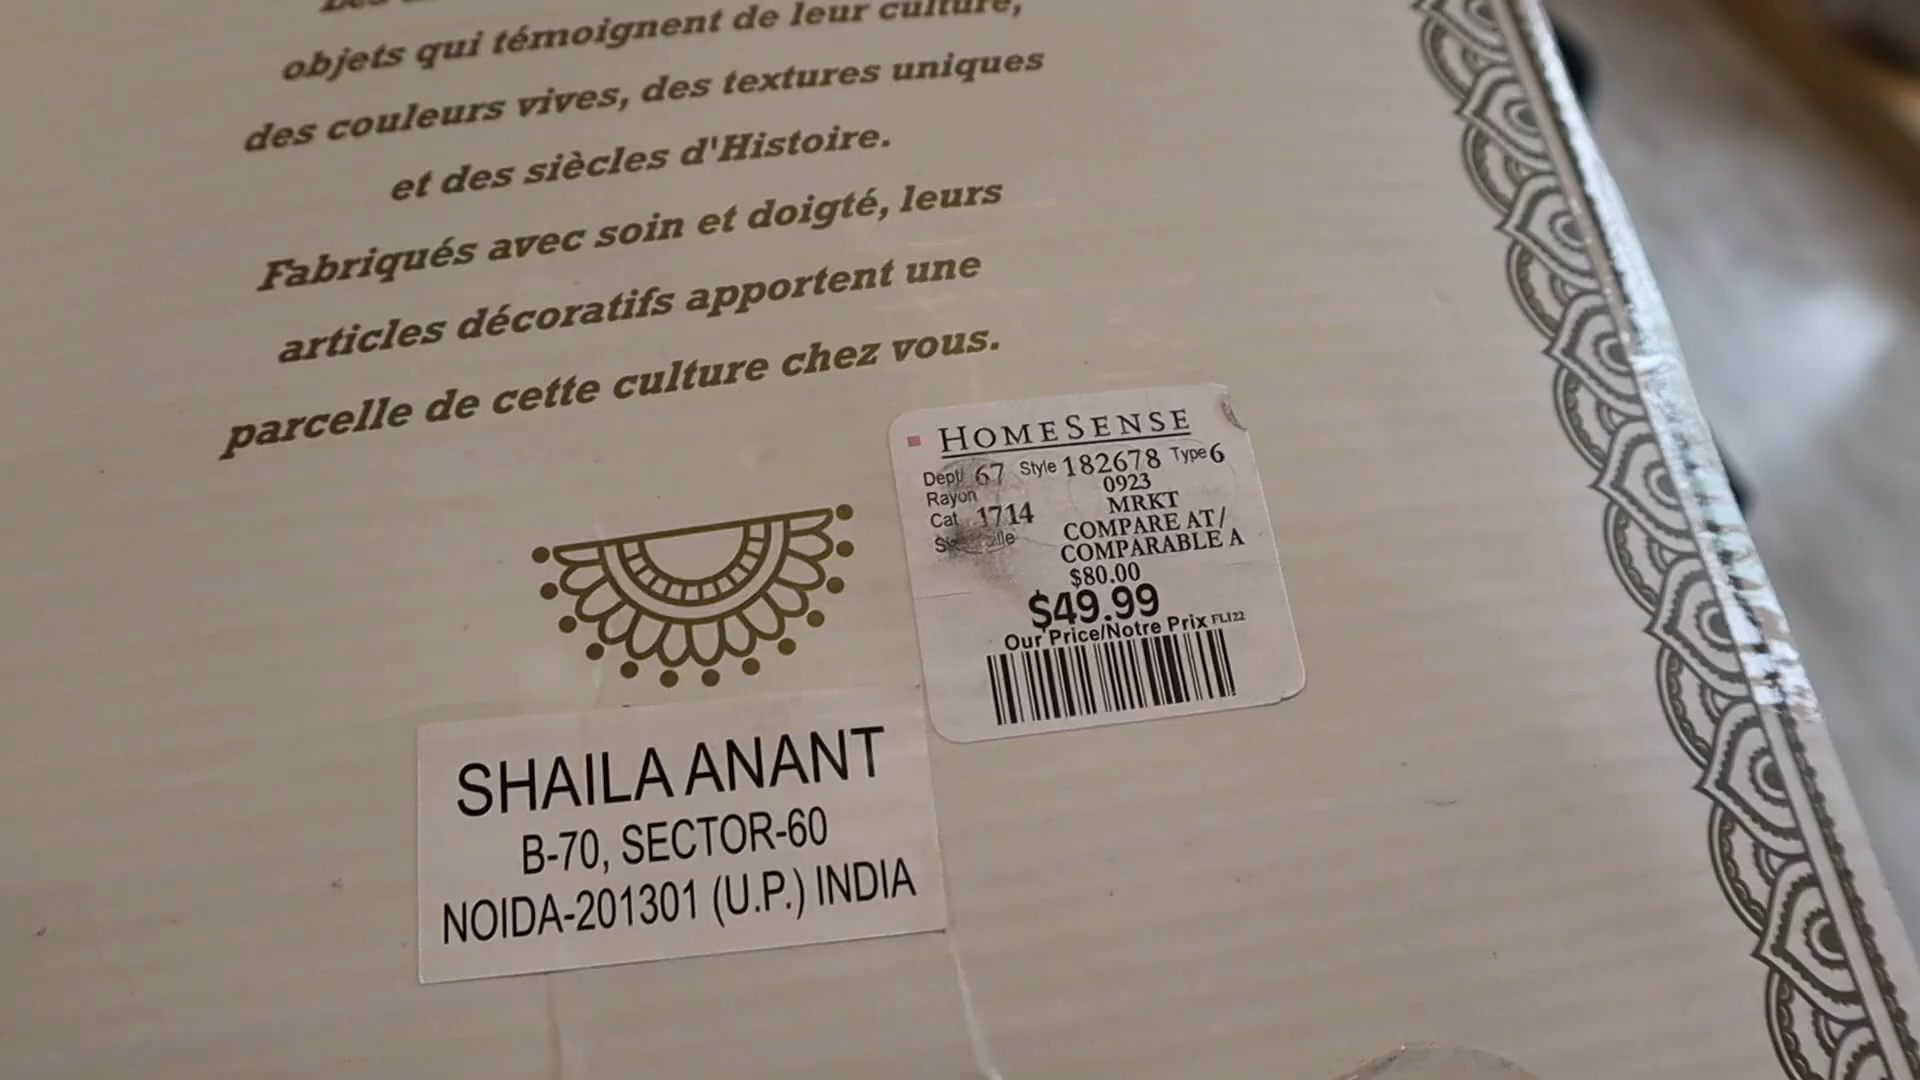 objets qui témoignent de leur culture,
des couleurs vives, des textures uniques
et des siècles d'Histoire.
Fabriqués avec soin et doigté, leurs
articles décoratifs apportent une
parcelle de cette culture chez vous.
HOMESENSE
Dept/ 67 Style 182678 Type 6
Rayon 0923
MRKT
Cat 1714 COMPARE AT/
COMPARABLE A
$80.00
$49.99
Our Price/Notre Prix FLI22
SHAILA ANANT
B-70, SECTOR-60
NOIDA-201301 (U.P.) INDIA